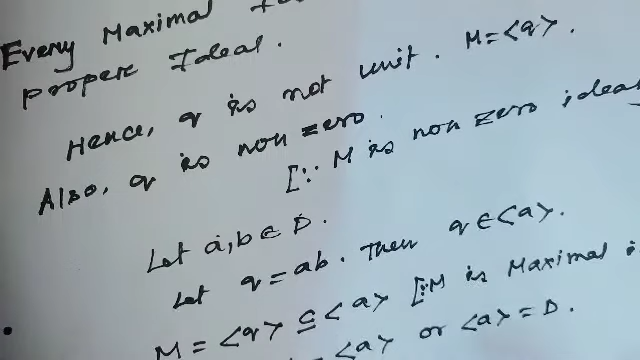 Every Maximal
proper Ideal.
Hence, q is not unit. M=<q>.
Also, q is non zero.
[∵ M is non zero ideal
Let a,b ∈ D.
Let q = ab. Then q ∈ <a>.
M = <q> ⊆ <a> [∵ M is Maximal
<a> or <a> = D.